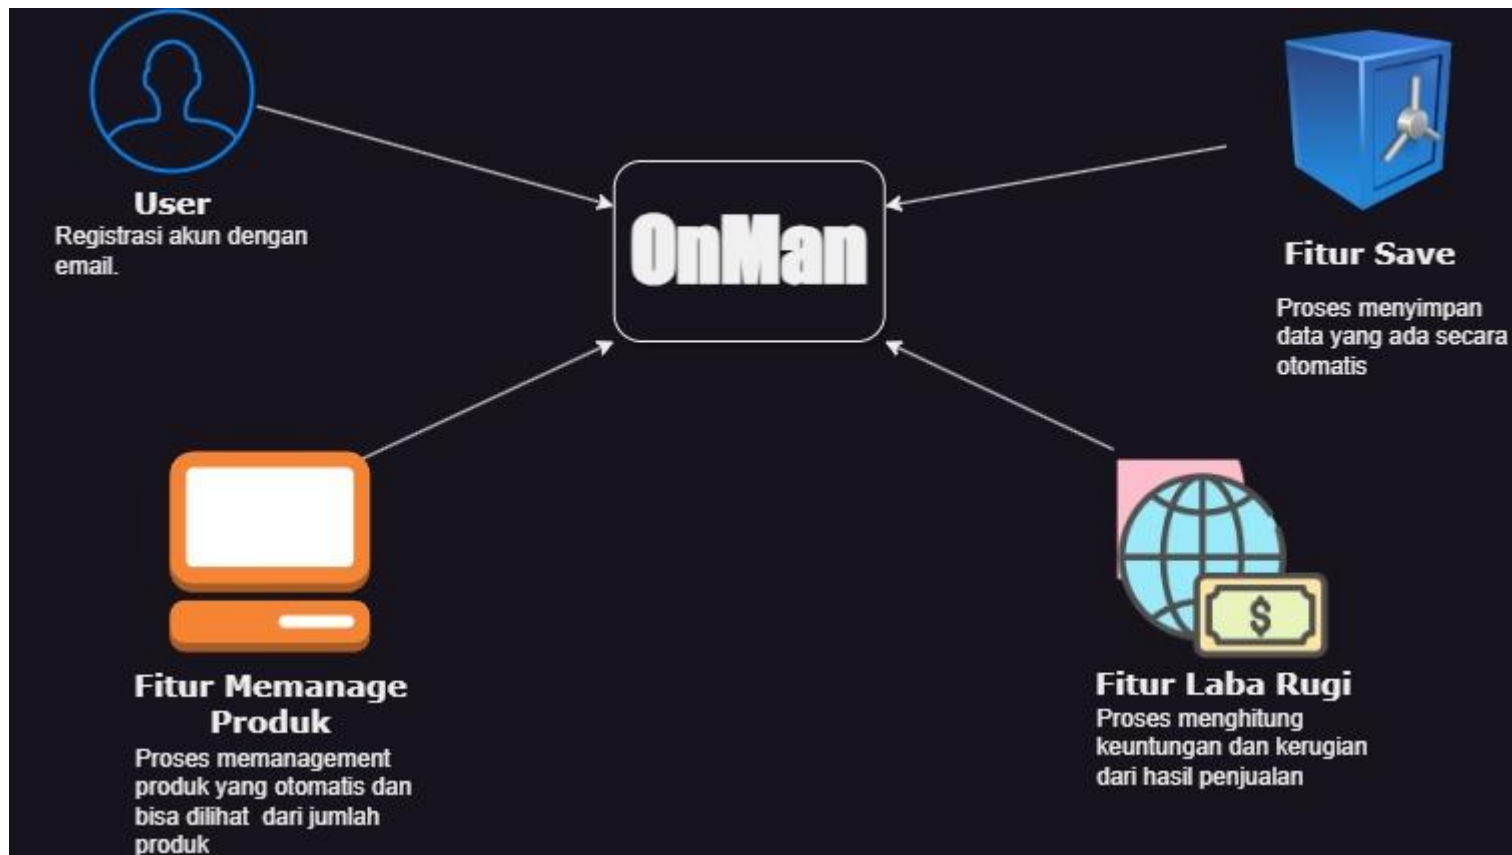 User
Registrasi akun dengan
email.
OnMan
Fitur Save
Proses menyimpan
data yang ada secara
otomatis
Fitur Memanage
Produk
Proses memanagement
produk yang otomatis dan
bisa dilihat  dari jumlah
produk
$
Fitur Laba Rugi
Proses menghitung
keuntungan dan kerugian
dari hasil penjualan